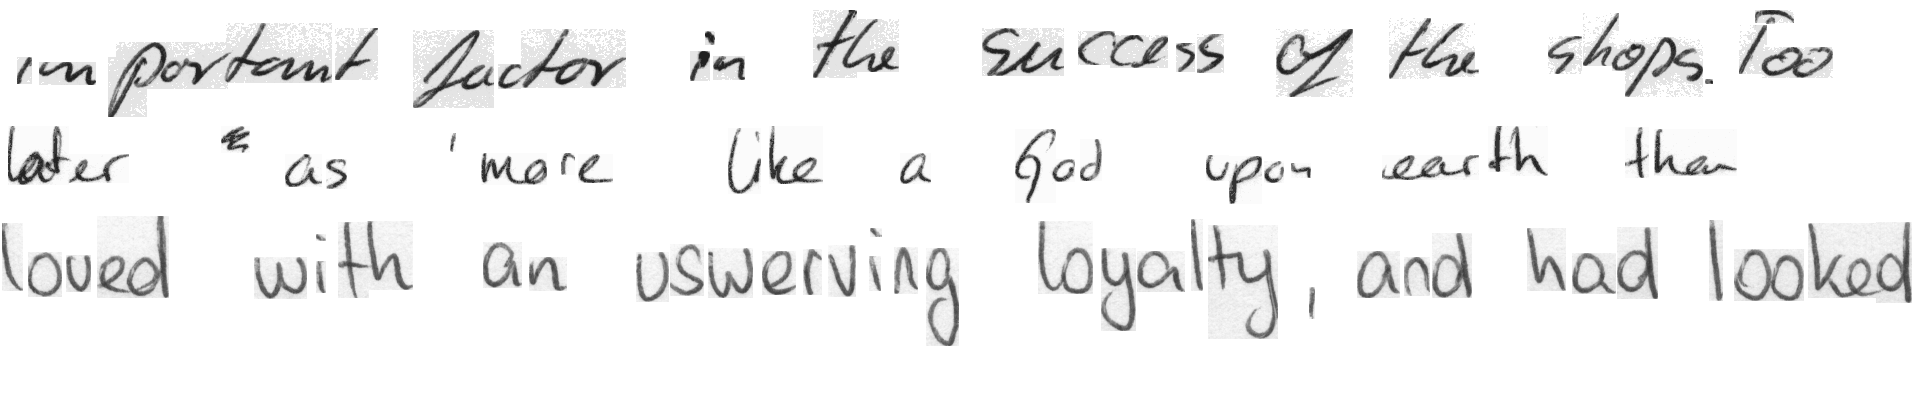 important factor in the success of the shops. Too
later as 'more like a God upon earth than
loved with an uswerving loyalty, and had looked